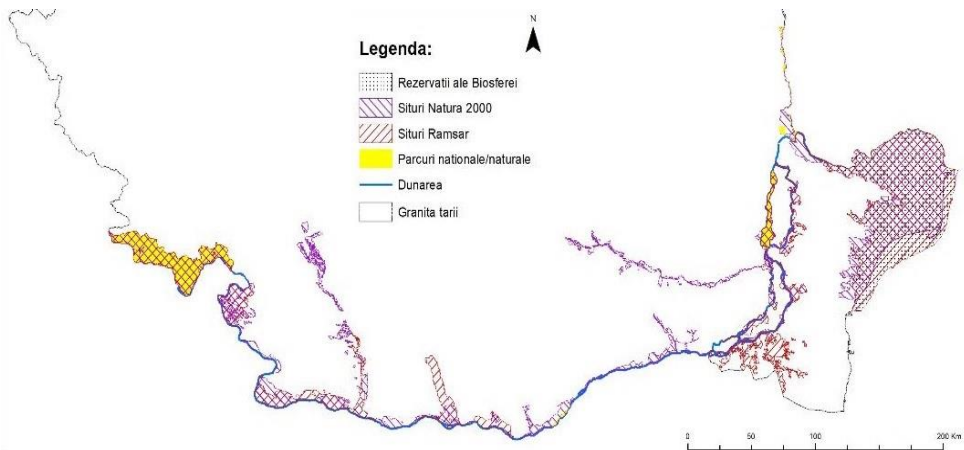 N
Legenda:
Rezervatii ale Biosferei
Situri Natura 2000
Situri Ramsar
Parcuri nationale/naturale
Dunarea
Granita tarii
0 50 100 200 Km